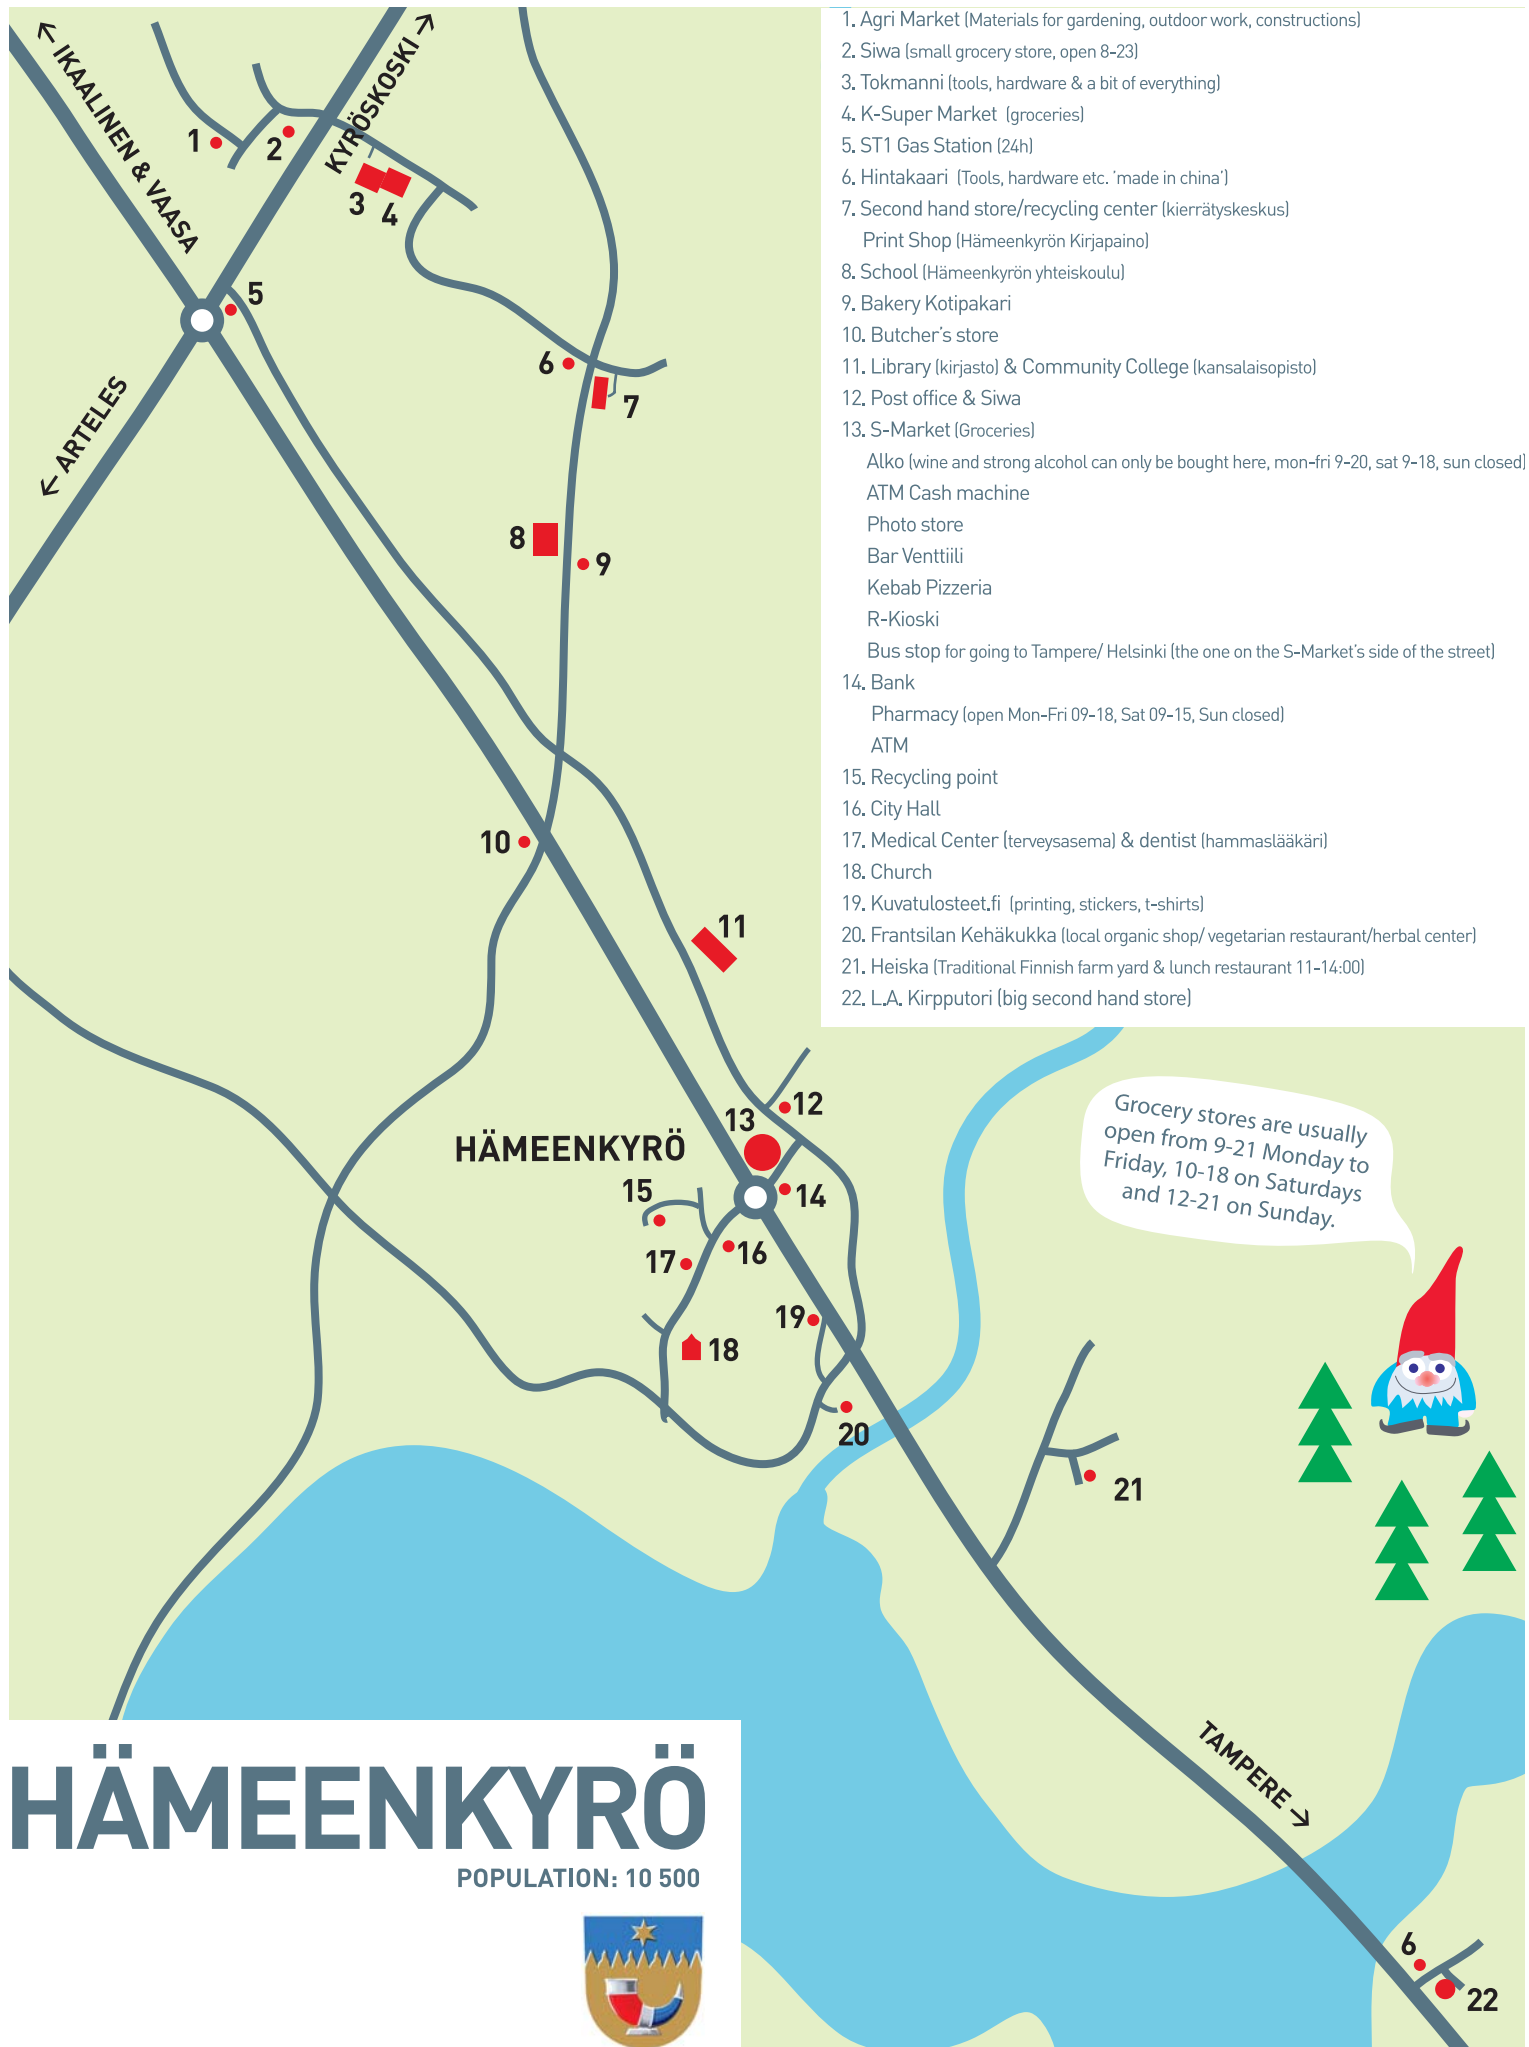 ← IKAALINEN & VAASA
KYRÖSKOSKI →
← ARTELES
1
2
3
4
5
6
7
8
9
10
11
12
13
HÄMEENKYRÖ
14
15
16
17
18
19
20
21
TAMPERE →
6
22
1. Agri Market (Materials for gardening, outdoor work, constructions)
2. Siwa (small grocery store, open 8-23)
3. Tokmanni (tools, hardware & a bit of everything)
4. K-Super Market (groceries)
5. ST1 Gas Station (24h)
6. Hintakaari (Tools, hardware etc. ´made in china´)
7. Second hand store/recycling center (kierrätyskeskus)
Print Shop (Hämeenkyrön Kirjapaino)
8. School (Hämeenkyrön yhteiskoulu)
9. Bakery Kotipakari
10. Butcher´s store
11. Library (kirjasto) & Community College (kansalaisopisto)
12. Post office & Siwa
13. S-Market (Groceries)
Alko (wine and strong alcohol can only be bought here, mon-fri 9-20, sat 9-18, sun closed)
ATM Cash machine
Photo store
Bar Venttiili
Kebab Pizzeria
R-Kioski
Bus stop for going to Tampere/ Helsinki (the one on the S-Market´s side of the street)
14. Bank
Pharmacy (open Mon-Fri 09-18, Sat 09-15, Sun closed)
ATM
15. Recycling point
16. City Hall
17. Medical Center (terveysasema) & dentist (hammaslääkäri)
18. Church
19. Kuvatulosteet.fi (printing, stickers, t-shirts)
20. Frantsilan Kehäkukka (local organic shop/ vegetarian restaurant/herbal center)
21. Heiska (Traditional Finnish farm yard & lunch restaurant 11-14:00)
22. L.A. Kirpputori (big second hand store)
Grocery stores are usually
open from 9-21 Monday to
Friday, 10-18 on Saturdays
and 12-21 on Sunday.
HÄMEENKYRÖ
POPULATION: 10 500